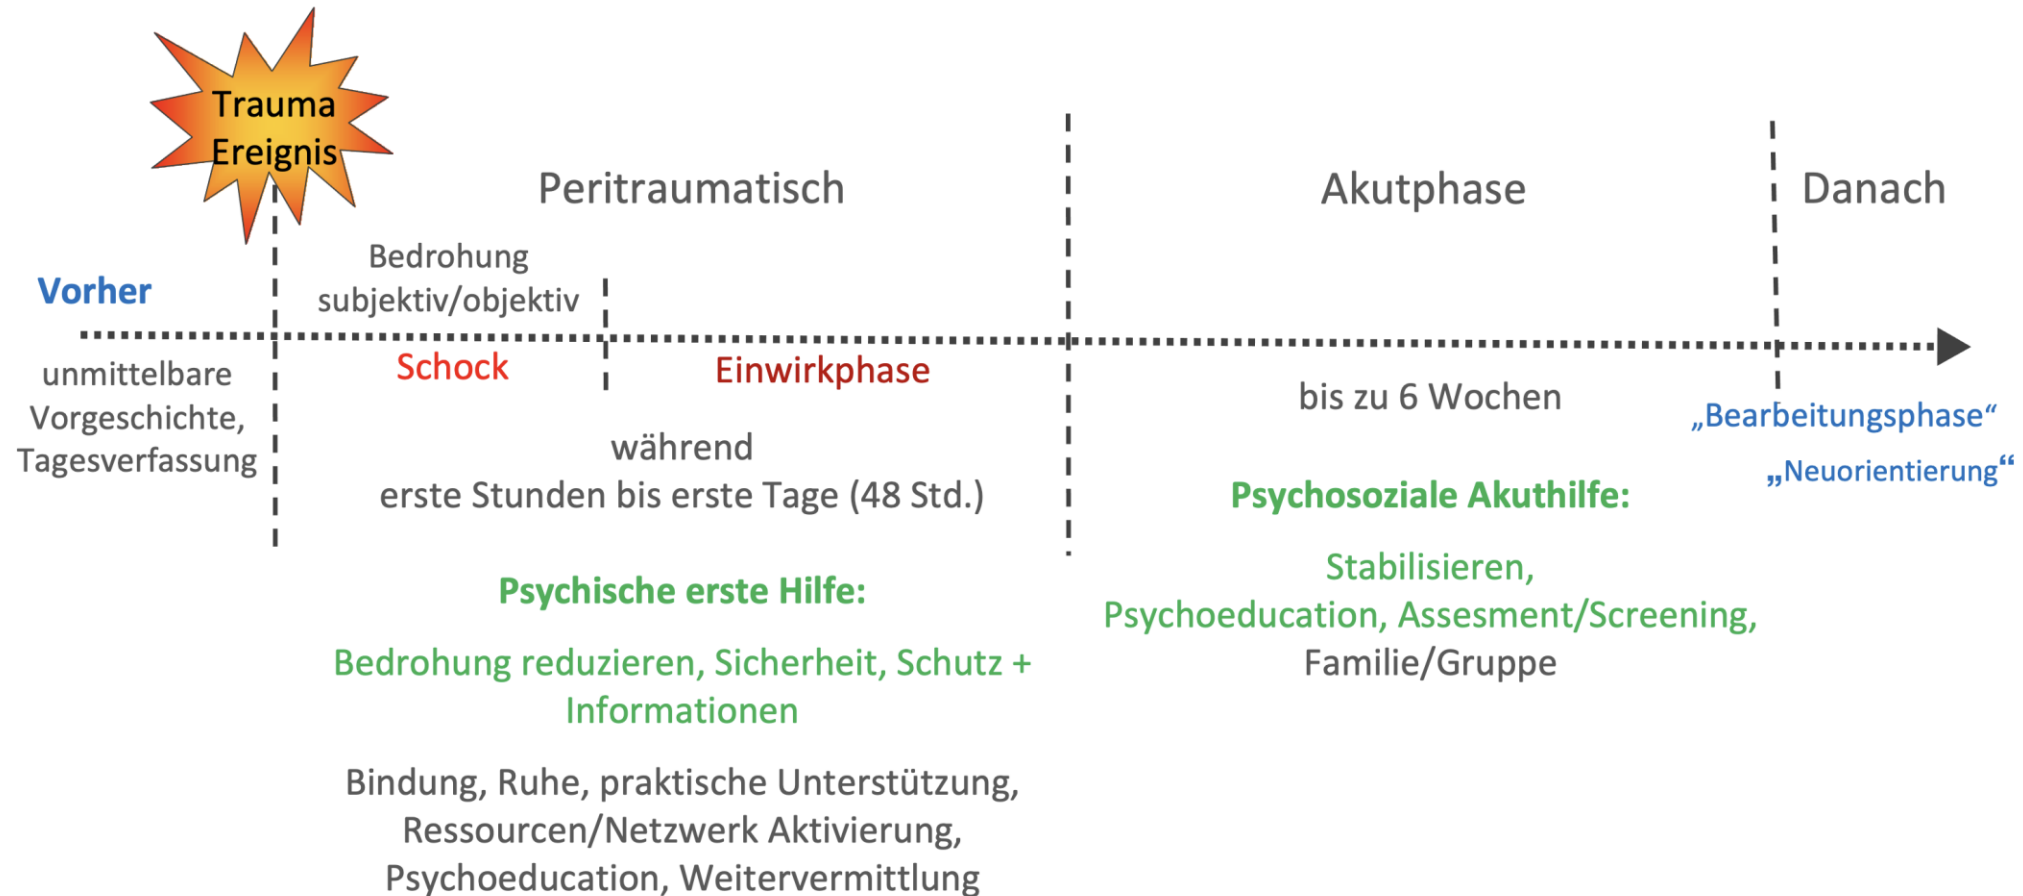 Trauma
Ereignis
Peritraumatisch
Akutphase
Danach
Vorher
Bedrohung
subjektiv/objektiv
unmittelbare
Vorgeschichte,
Tagesverfassung
Schock
Einwirkphase
während
erste Stunden bis erste Tage (48 Std.)
Psychische erste Hilfe:
Bedrohung reduzieren, Sicherheit, Schutz +
Informationen
Bindung, Ruhe, praktische Unterstützung,
Ressourcen/Netzwerk Aktivierung,
Psychoeducation, Weitervermittlung
bis zu 6 Wochen
Psychosoziale Akuthilfe:
Stabilisieren,
Psychoeducation, Assesment/Screening,
Familie/Gruppe
„Bearbeitungsphase“
„Neuorientierung“